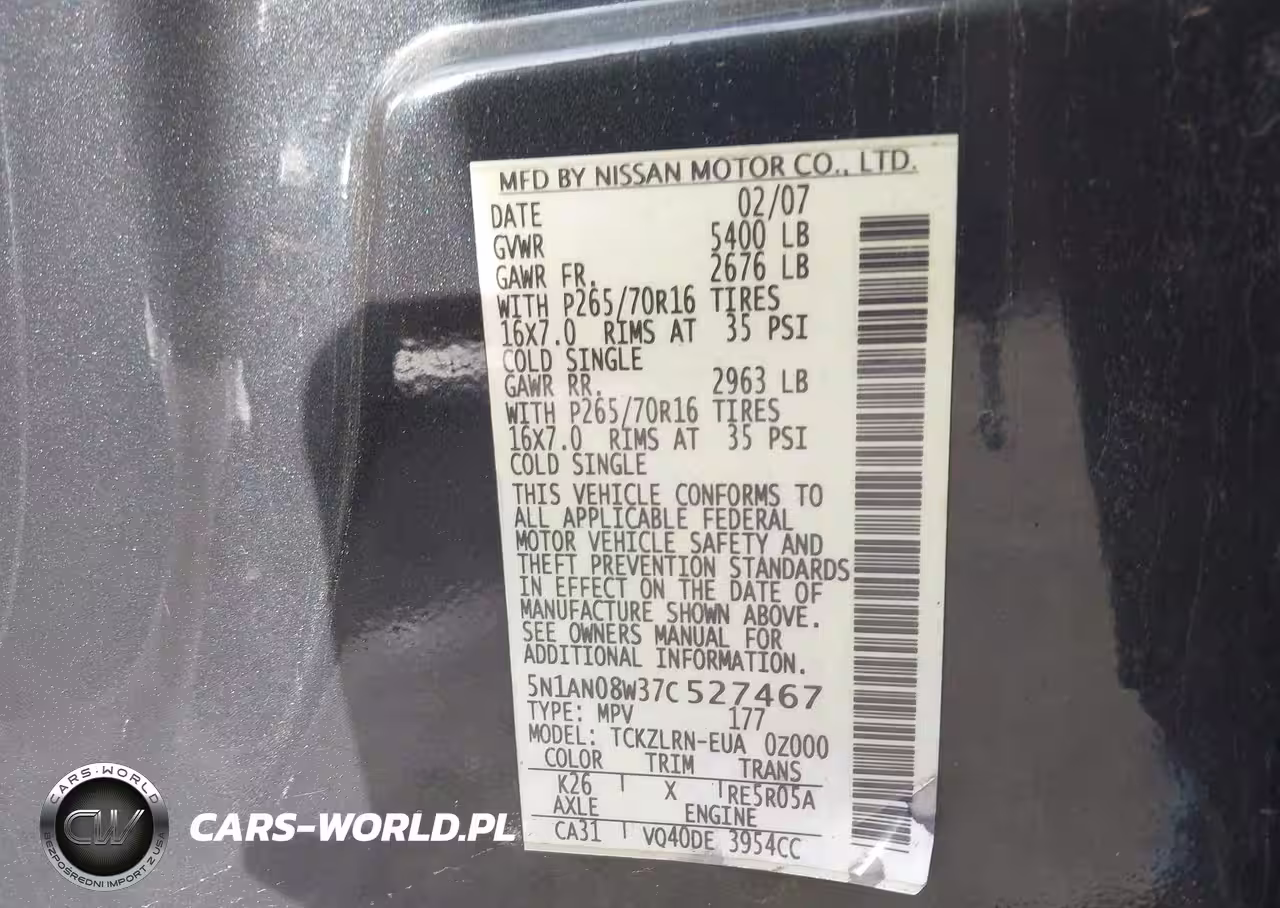 MFD BY NISSAN MOTOR CO., LTD.
DATE 02/07
GVWR 5400 LB
GAWR FR. 2676 LB
WITH P265/70R16 TIRES
16X7.0 RIMS AT 35 PSI
COLD SINGLE
GAWR RR. 2963 LB
WITH P265/70R16 TIRES
16X7.0 RIMS AT 35 PSI
COLD SINGLE
THIS VEHICLE CONFORMS TO
ALL APPLICABLE FEDERAL
MOTOR VEHICLE SAFETY AND
THEFT PREVENTION STANDARDS
IN EFFECT ON THE DATE OF
MANUFACTURE SHOWN ABOVE.
SEE OWNERS MANUAL FOR
ADDITIONAL INFORMATION.
5N1AN08W37C527467
TYPE: MPV 177
MODEL: TCKZLRN-EUA 0Z000
COLOR TRIM TRANS
K26 X RE5R05A
AXLE ENGINE
CA31 VQ40DE 3954CC
CARS-WORLD
CW
BEZPOŚREDNI IMPORT Z USA
CARS-WORLD.PL